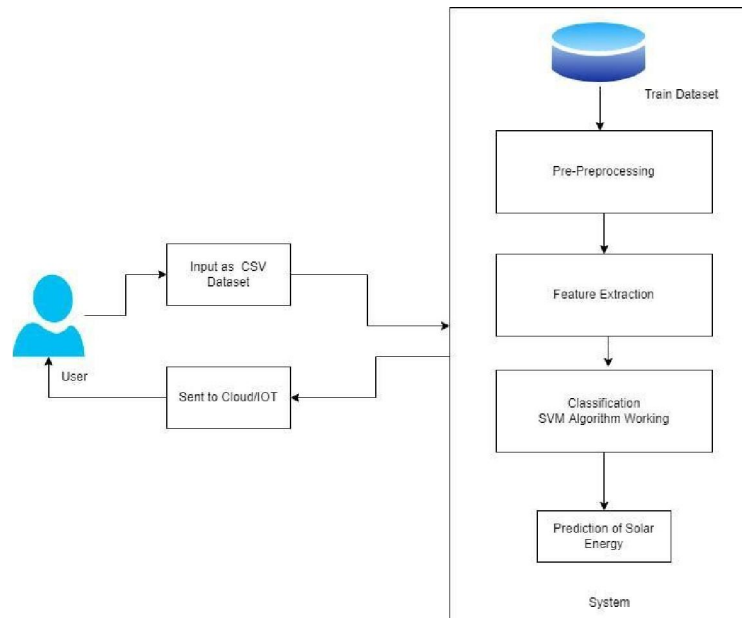 Train Dataset
Pre-Preprocessing
Input as CSV
Dataset
Feature Extraction
User
Sent to Cloud/IOT
Classification
SVM Algorithm Working
Prediction of Solar
Energy
System